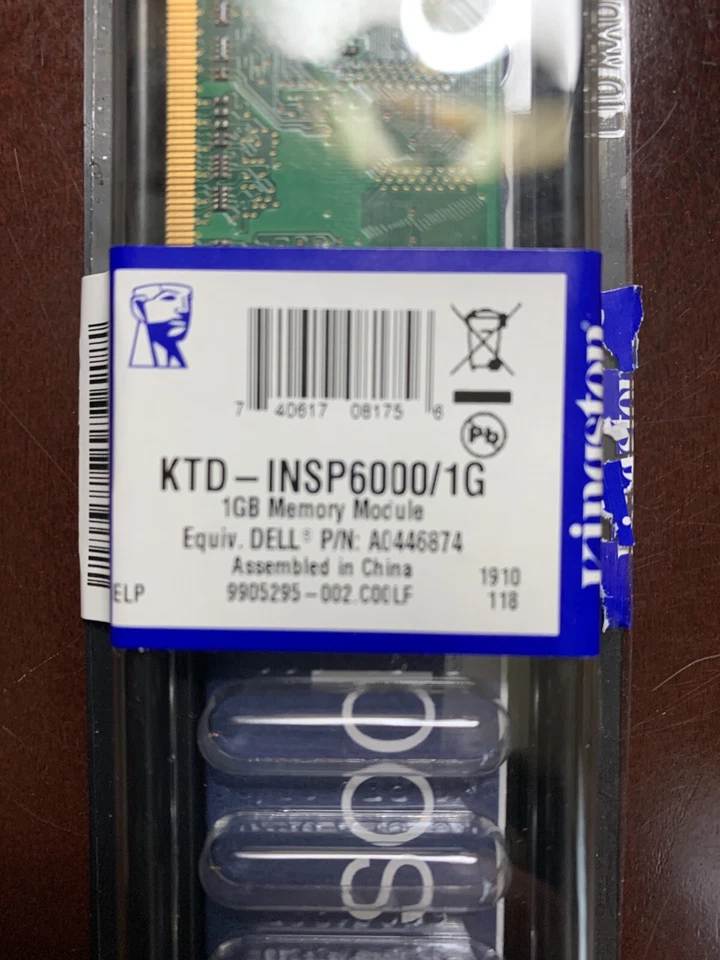 7 40617 08175 6
Pb
KTD-INSP6000/1G
1GB Memory Module
Equiv. DELL® P/N: A0446874
Assembled in China
9905295-002.C00LF
1910
118
ELP
Kingston